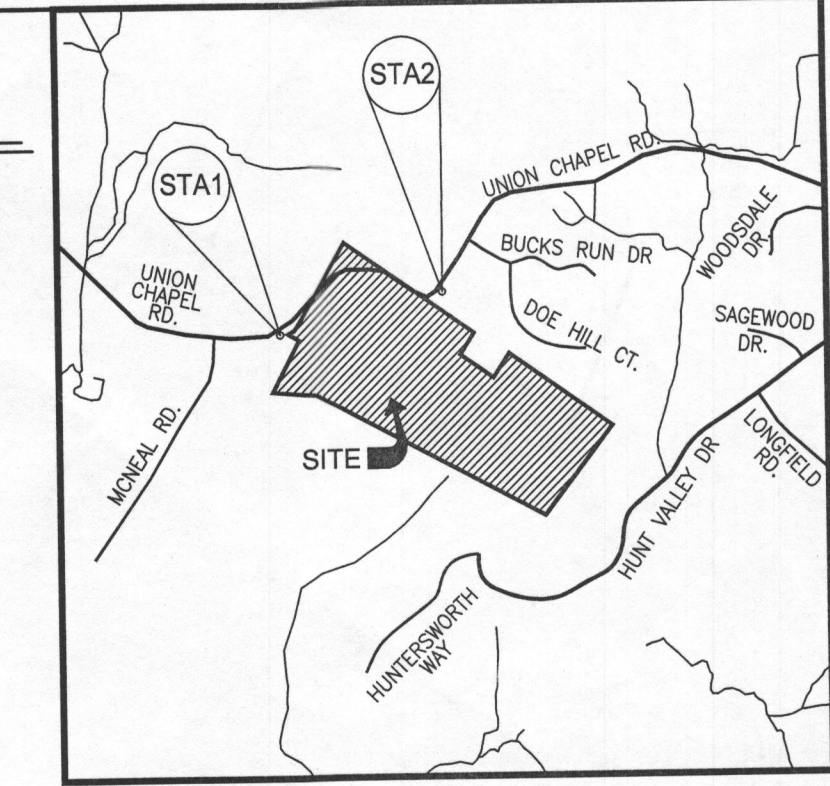 STA2
STA1
UNION CHAPEL RD.
UNION
CHAPEL
RD.
BUCKS RUN DR
WOODSDALE
DR.
DOE HILL CT.
SAGEWOOD
DR.
MCNEAL RD.
SITE
LONGFIELD
RD.
HUNT VALLEY DR
HUNTERSWORTH
WAY